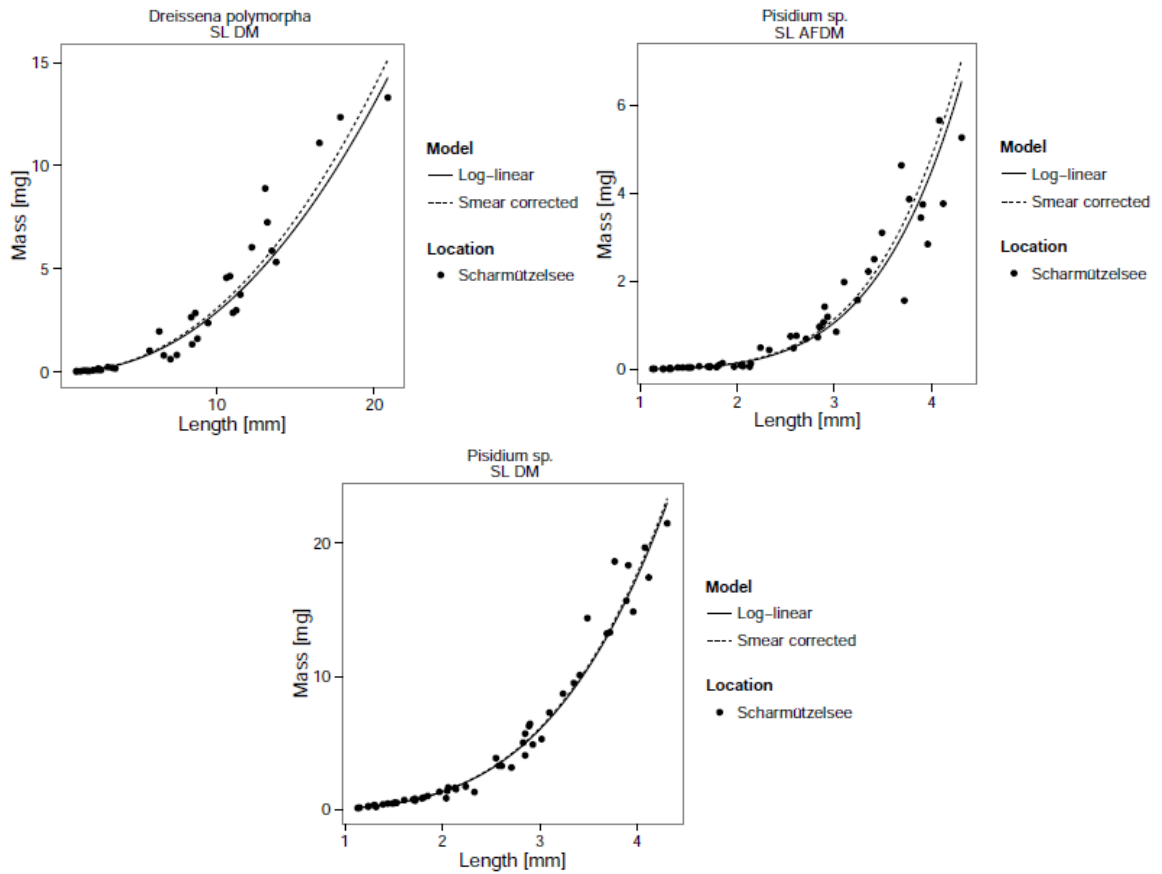 Dreissena polymorpha
SL DM
15
10
5
0
Mass [mg]
10
20
Length [mm]
Model
Log−linear
Smear corrected
Location
Scharmützelsee
Pisidium sp.
SL AFDM
6
4
2
0
Mass [mg]
1
2
3
4
Length [mm]
Model
Log−linear
Smear corrected
Location
Scharmützelsee
Pisidium sp.
SL DM
20
10
0
Mass [mg]
1
2
3
4
Length [mm]
Model
Log−linear
Smear corrected
Location
Scharmützelsee